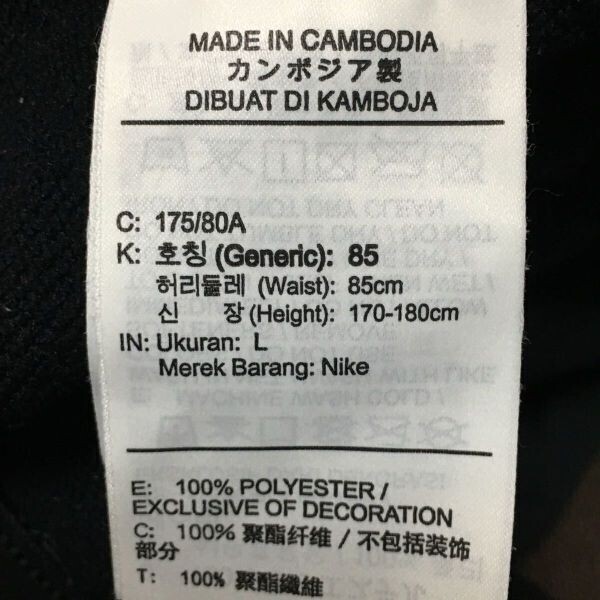 MADE IN CAMBODIA
カンボジア製
DIBUAT DI KAMBOJA
C: 175/80A
K: 호칭 (Generic): 85
허리둘레 (Waist): 85cm
신 장 (Height): 170-180cm
IN: Ukuran: L
Merek Barang: Nike
E: 100% POLYESTER /
EXCLUSIVE OF DECORATION
C: 100% 聚酯纤维 / 不包括装饰
部分
T: 100% 聚酯纖維